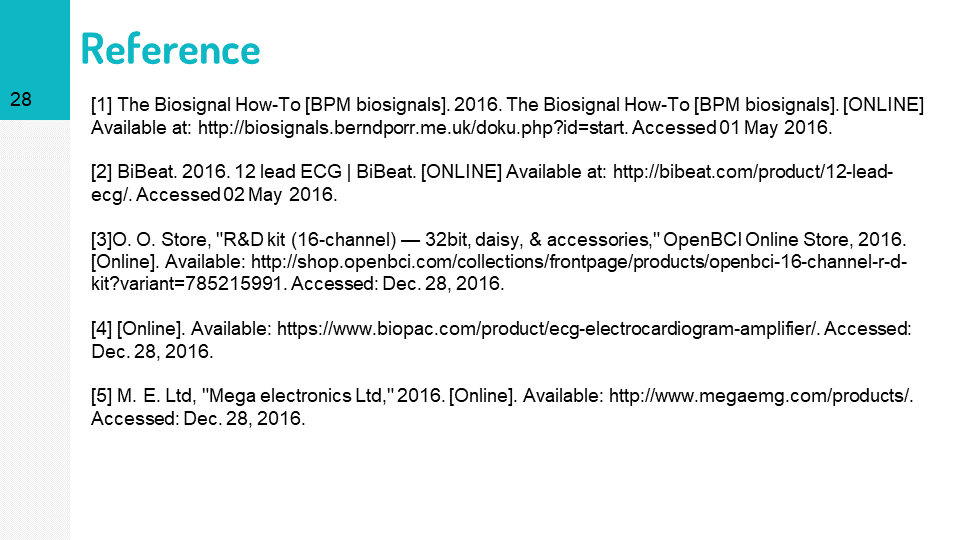 Reference
28
[1] The Biosignal How-To [BPM biosignals]. 2016. The Biosignal How-To [BPM biosignals]. [ONLINE]
Available at: http://biosignals.berndporr.me.uk/doku.php?id=start. Accessed 01 May 2016.
[2] BiBeat. 2016. 12 lead ECG | BiBeat. [ONLINE] Available at: http://bibeat.com/product/12-lead-
ecg/. Accessed 02 May 2016.
[3]O. O. Store, "R&D kit (16-channel) — 32bit, daisy, & accessories," OpenBCI Online Store, 2016.
[Online]. Available: http://shop.openbci.com/collections/frontpage/products/openbci-16-channel-r-d-
kit?variant=785215991. Accessed: Dec. 28, 2016.
[4] [Online]. Available: https://www.biopac.com/product/ecg-electrocardiogram-amplifier/. Accessed:
Dec. 28, 2016.
[5] M. E. Ltd, "Mega electronics Ltd," 2016. [Online]. Available: http://www.megaemg.com/products/.
Accessed: Dec. 28, 2016.